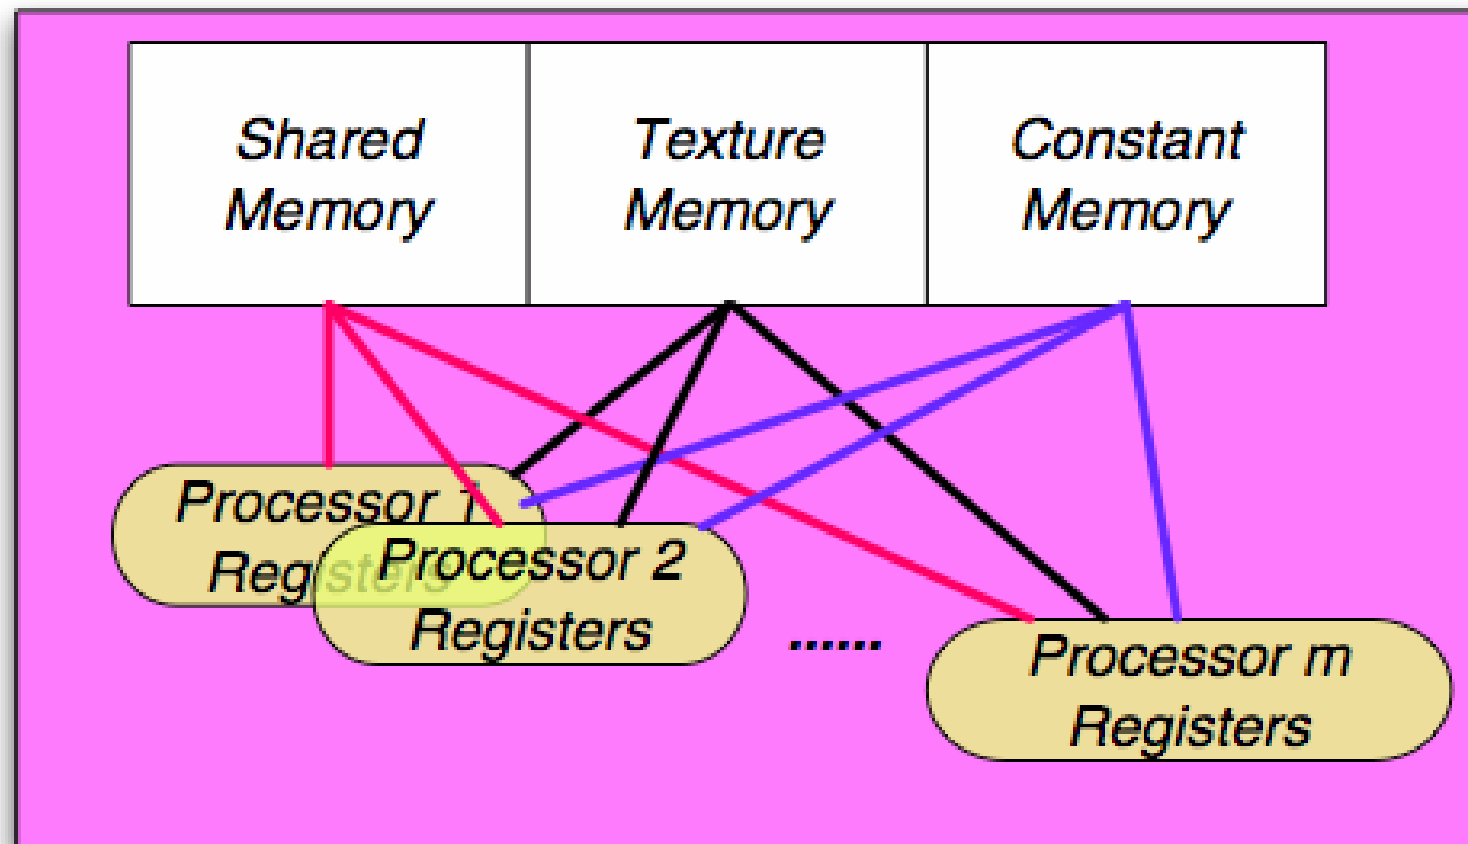 Shared
Memory
Texture
Memory
Constant
Memory
Processor 1
Registers
Processor 2
Registers
......
Processor m
Registers